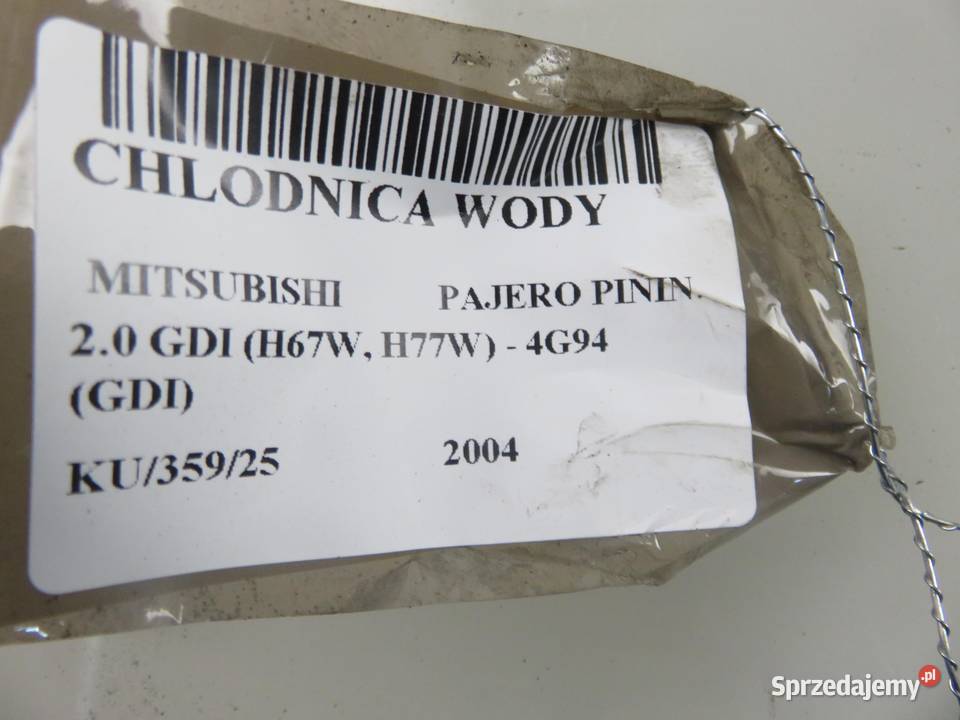 CHLODNICA WODY
MITSUBISHI PAJERO PININ.
2.0 GDI (H67W, H77W) - 4G94
(GDI)
KU/359/25 2004
Sprzedajemy.pl